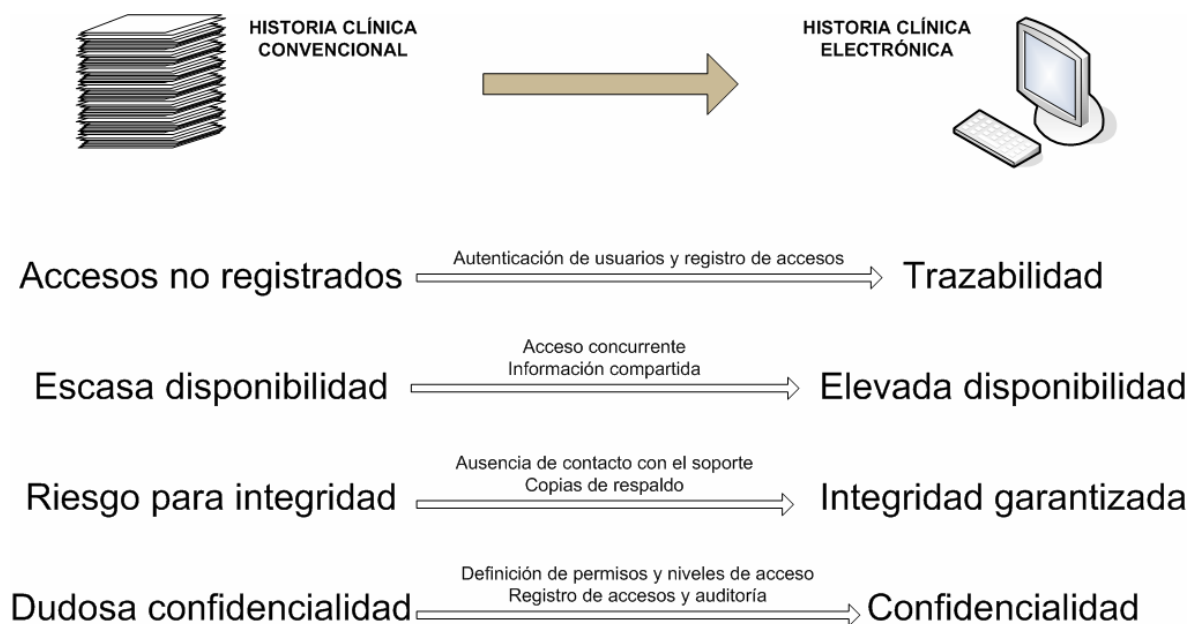 HISTORIA CLÍNICA
CONVENCIONAL
HISTORIA CLÍNICA
ELECTRÓNICA
Accesos no registrados
Autenticación de usuarios y registro de accesos
Trazabilidad
Escasa disponibilidad
Acceso concurrente
Información compartida
Elevada disponibilidad
Riesgo para integridad
Ausencia de contacto con el soporte
Copias de respaldo
Integridad garantizada
Dudosa confidencialidad
Definición de permisos y niveles de acceso
Registro de accesos y auditoría
Confidencialidad